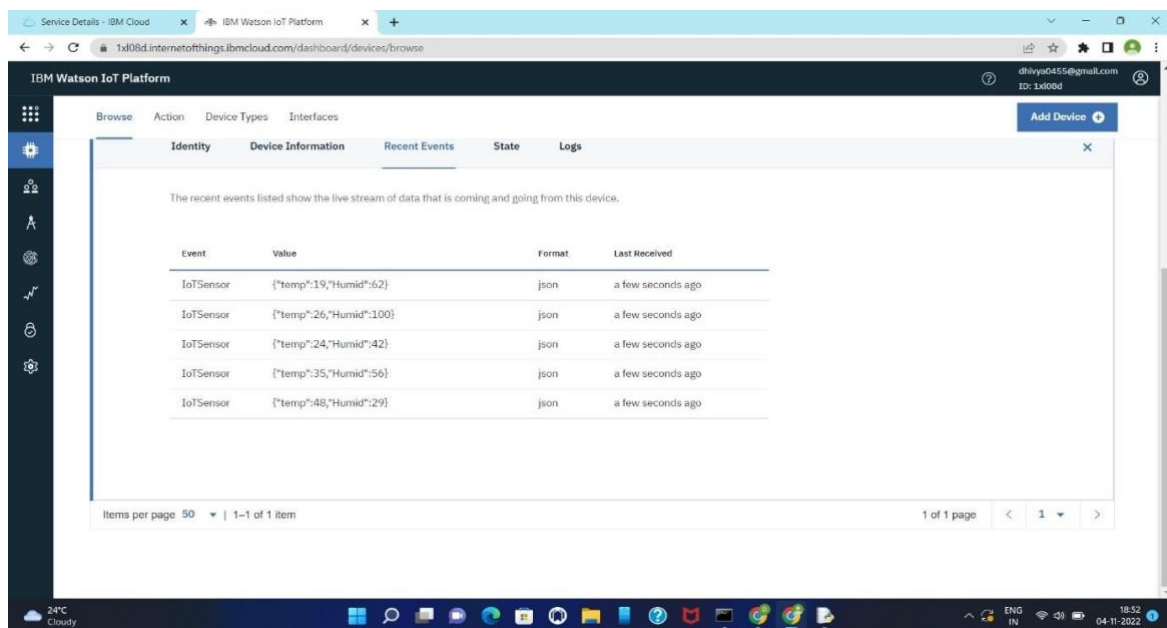 Service Details - IBM Cloud
IBM Watson IoT Platform
1xl08d.internetofthings.ibmcloud.com/dashboard/devices/browse
IBM Watson IoT Platform
dhivya0455@gmail.com
ID: 1xl08d
Browse Action Device Types Interfaces
Add Device
Identity Device Information Recent Events State Logs
The recent events listed show the live stream of data that is coming and going from this device.
Event Value Format Last Received
IoTSensor {"temp":19,"Humid":62} json a few seconds ago
IoTSensor {"temp":26,"Humid":100} json a few seconds ago
IoTSensor {"temp":24,"Humid":42} json a few seconds ago
IoTSensor {"temp":35,"Humid":56} json a few seconds ago
IoTSensor {"temp":48,"Humid":29} json a few seconds ago
Items per page 50 | 1–1 of 1 item 1 of 1 page 1
24°C
Cloudy
ENG
IN
18:52
04-11-2022
1